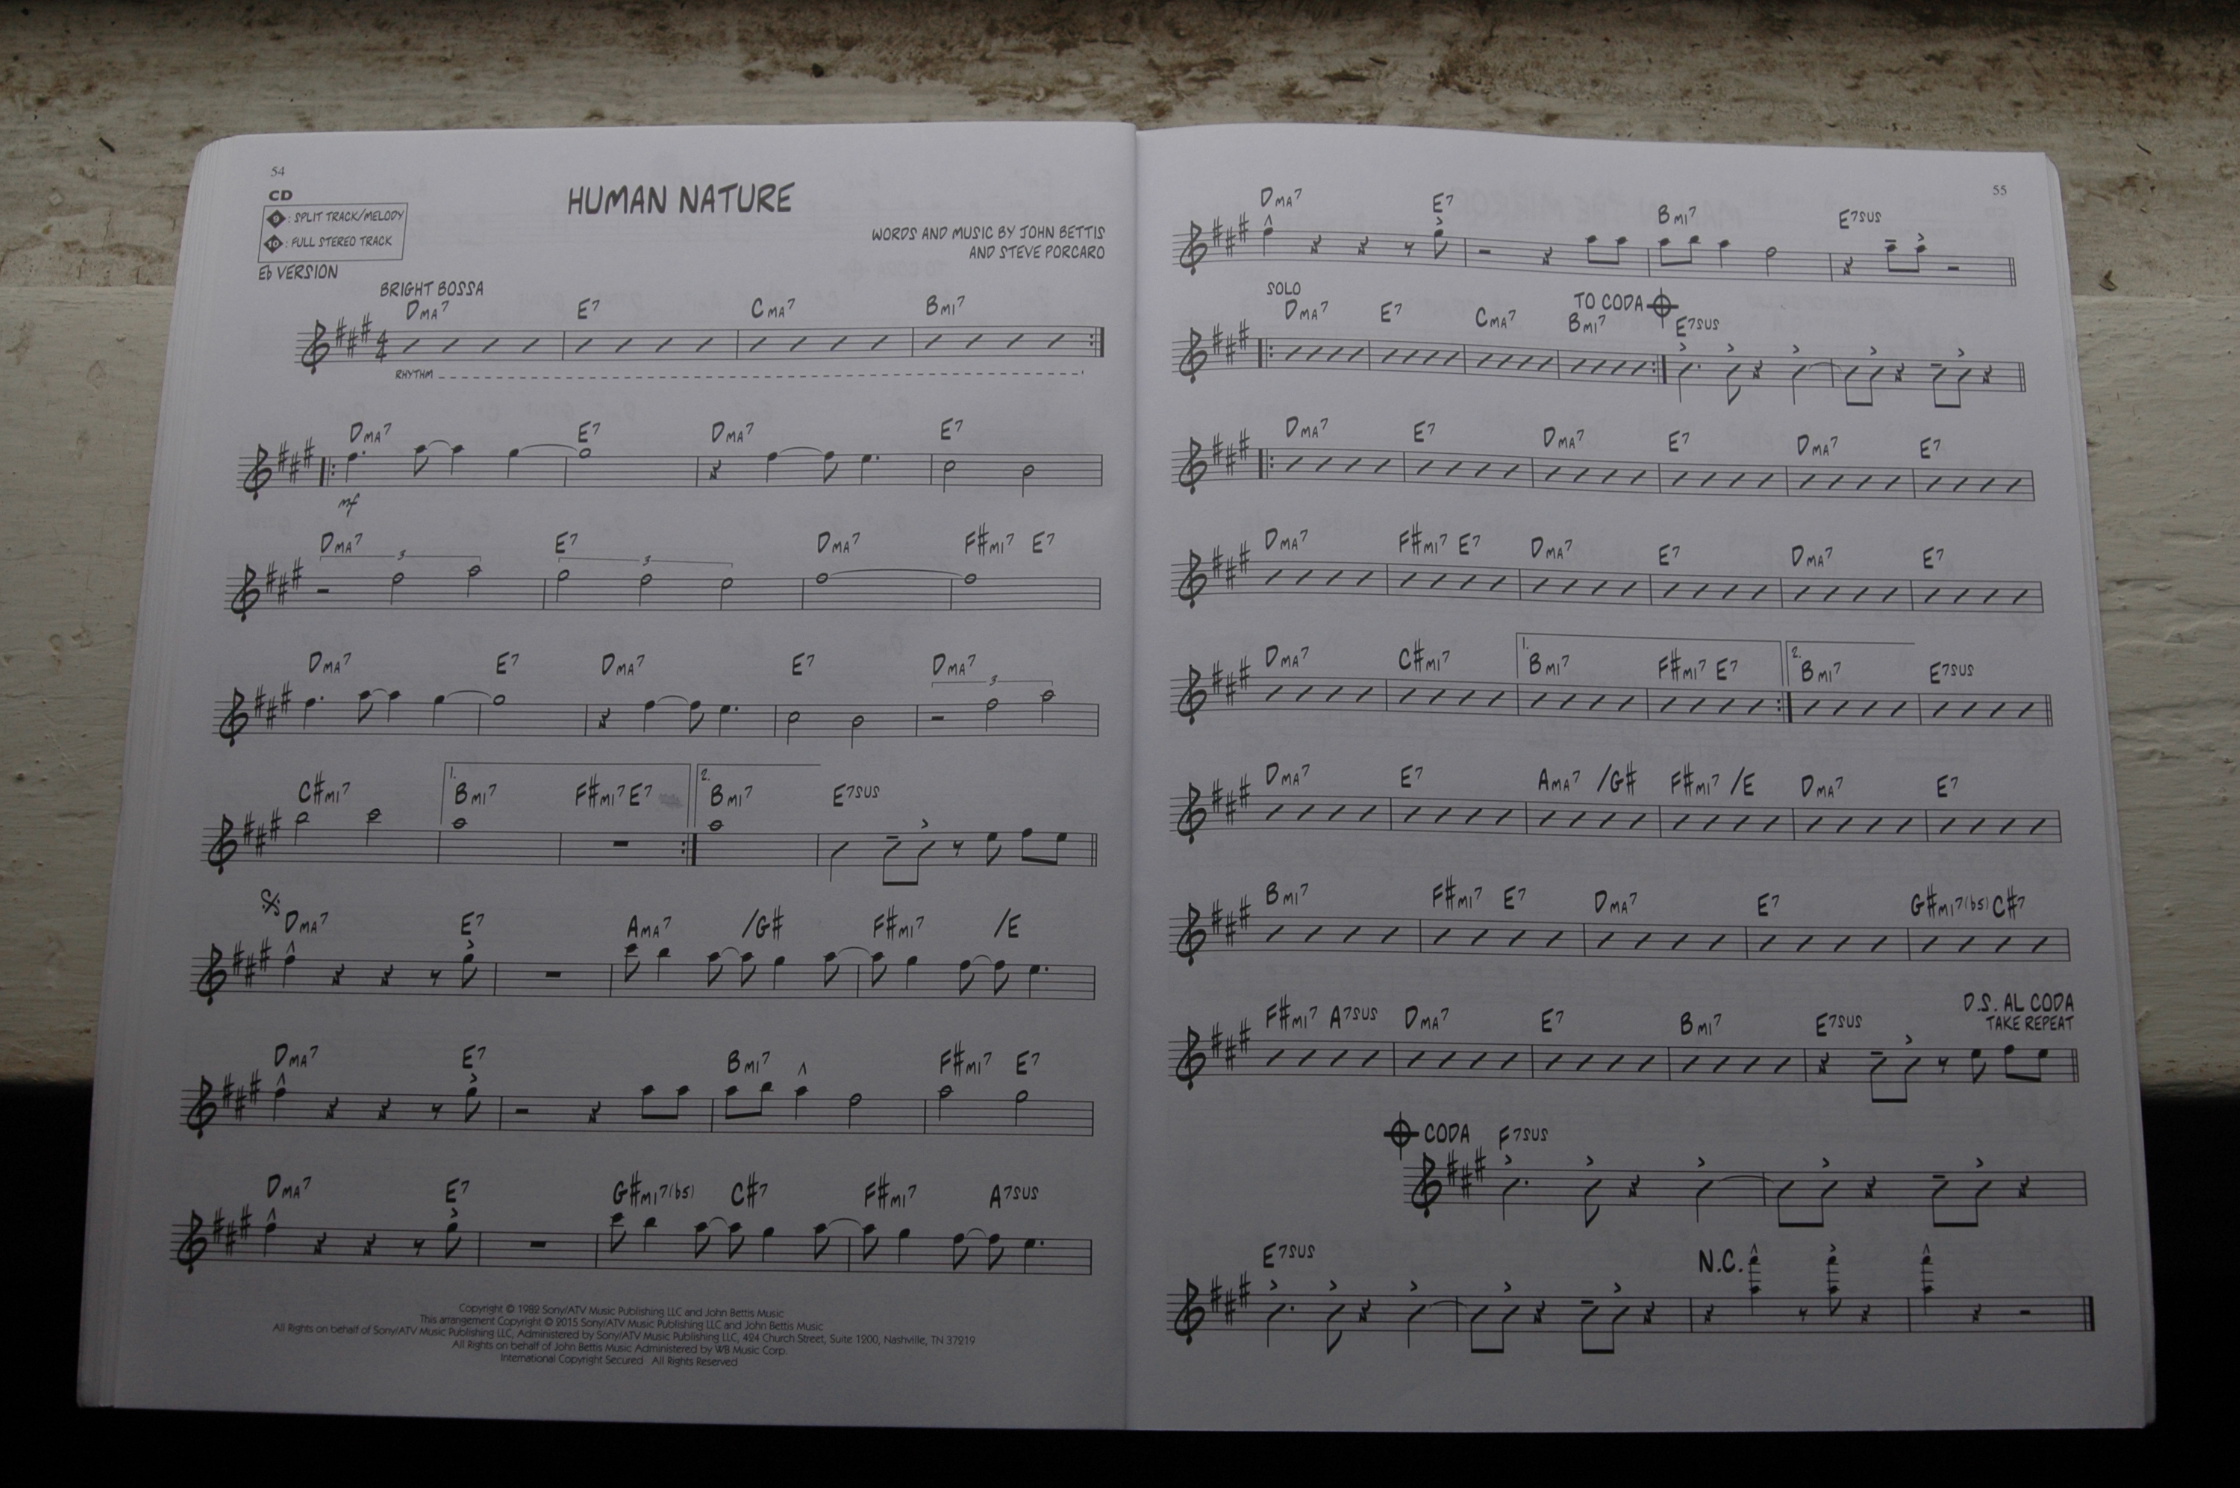 54
CD
9: SPLIT TRACK/MELODY
10: FULL STEREO TRACK
HUMAN NATURE
WORDS AND MUSIC BY JOHN BETTIS
AND STEVE PORCARO
Eb VERSION
BRIGHT BOSSA
DMA7 E7 CMA7 BMI7
4 4
RHYTHM
DMA7 E7 DMA7 E7
mf
DMA7 3 E7 3 DMA7 F#MI7 E7
DMA7 E7 DMA7 E7 DMA7 3
C#MI7 1. BMI7 F#MI7 E7 2. BMI7 E7SUS
DMA7 E7 AMA7 /G# F#MI7 /E
DMA7 E7 BMI7 F#MI7 E7
DMA7 E7 G#MI7(b5) C#7 F#MI7 A7SUS
Copyright © 1982 Sony/ATV Music Publishing LLC and John Bettis Music
This arrangement Copyright © 2015 Sony/ATV Music Publishing LLC and John Bettis Music
All Rights on behalf of Sony/ATV Music Publishing LLC, Administered by Sony/ATV Music Publishing LLC, 424 Church Street, Suite 1200, Nashville, TN 37219
All Rights on behalf of John Bettis Music Administered by WB Music Corp.
International Copyright Secured All Rights Reserved
55
DMA7 E7 BMI7 E7SUS
SOLO
TO CODA
DMA7 E7 CMA7 BMI7 E7SUS
DMA7 E7 DMA7 E7 DMA7 E7
DMA7 F#MI7 E7 DMA7 E7 DMA7 E7
DMA7 C#MI7 1. BMI7 F#MI7 E7 2. BMI7 E7SUS
DMA7 E7 AMA7 /G# F#MI7 /E DMA7 E7
BMI7 F#MI7 E7 DMA7 E7 G#MI7(b5) C#7
D.S. AL CODA
TAKE REPEAT
F#MI7 A7SUS DMA7 E7 BMI7 E7SUS
CODA F7SUS
E7SUS N.C.